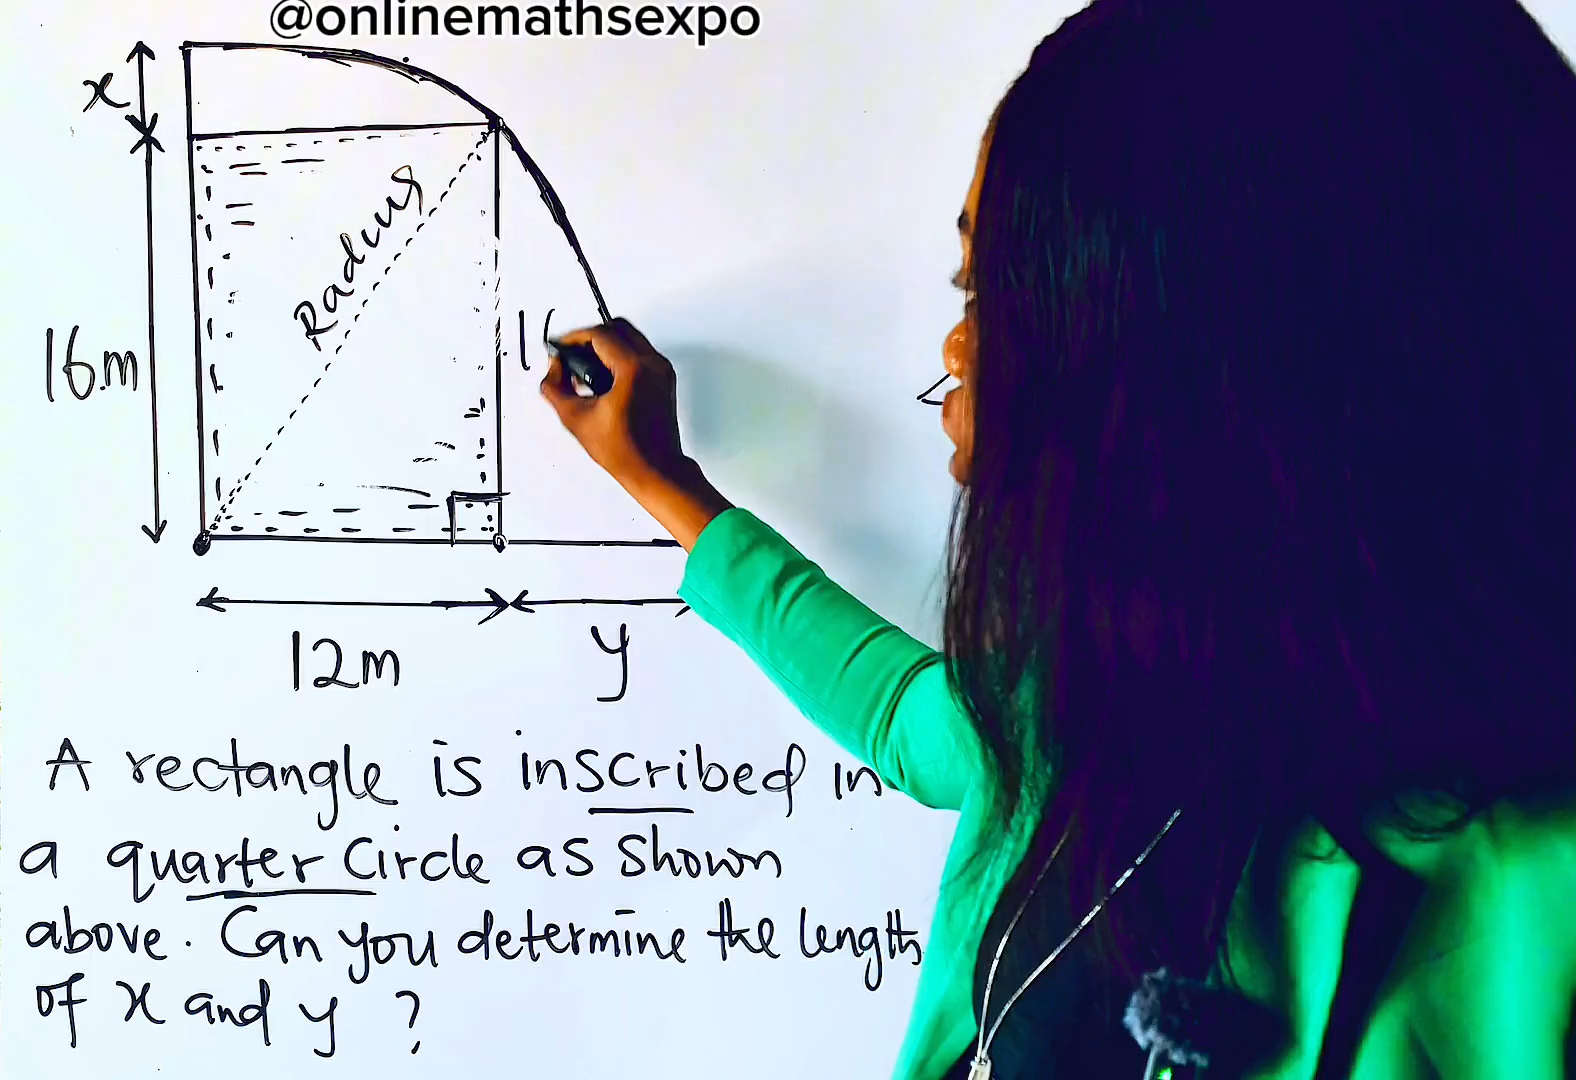 @onlinemathsexpo
x
Radius
16m
16
12m
y
A rectangle is inscribed in
a quarter Circle as shown
above. Can you determine the length
of x and y ?